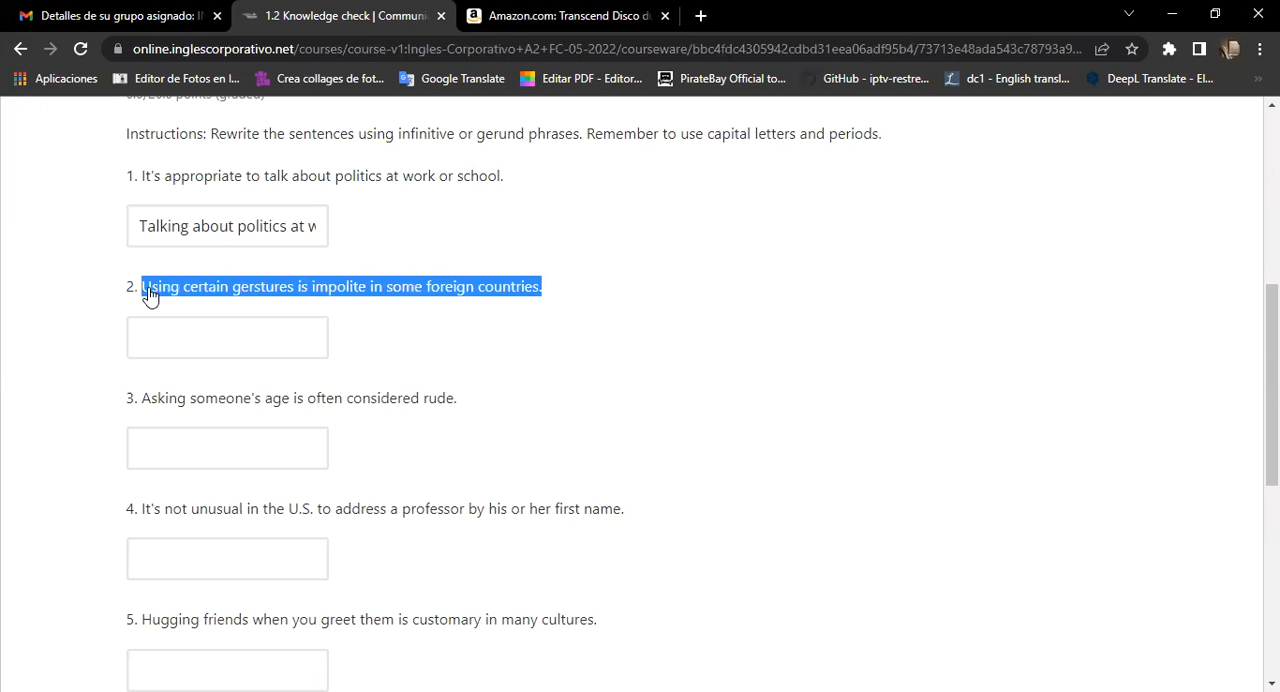 Detalles de su grupo asignado: I
1.2 Knowledge check | Communi
Amazon.com: Transcend Disco d
online.inglescorporativo.net/courses/course-v1:Ingles-Corporativo+A2+FC-05-2022/courseware/bbc4fdc4305942cdbd31eea06adf95b4/73713e48ada543c78793a9...
Aplicaciones
Editor de Fotos en l...
Crea collages de fot...
Google Translate
Editar PDF - Editor...
PirateBay Official to...
GitHub - iptv-restre...
dc1 - English transl...
DeepL Translate - El...
Instructions: Rewrite the sentences using infinitive or gerund phrases. Remember to use capital letters and periods.
1. It's appropriate to talk about politics at work or school.
Talking about politics at w
2. Using certain gerstures is impolite in some foreign countries.
3. Asking someone's age is often considered rude.
4. It's not unusual in the U.S. to address a professor by his or her first name.
5. Hugging friends when you greet them is customary in many cultures.